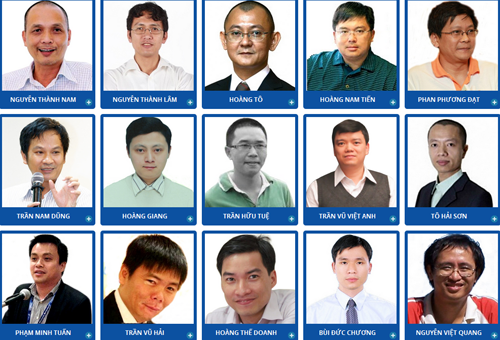 NGUYỄN THÀNH NAM
NGUYỄN THÀNH LÂM
HOÀNG TÔ
HOÀNG NAM TIẾN
PHAN PHƯƠNG ĐẠT
TRẦN NAM DŨNG
HOÀNG GIANG
TRẦN HỮU TUỆ
TRẦN VŨ VIỆT ANH
TÔ HẢI SƠN
PHẠM MINH TUẤN
TRẦN VŨ HẢI
HOÀNG THẾ DOANH
BÙI ĐỨC CHƯƠNG
NGUYỄN VIỆT QUANG